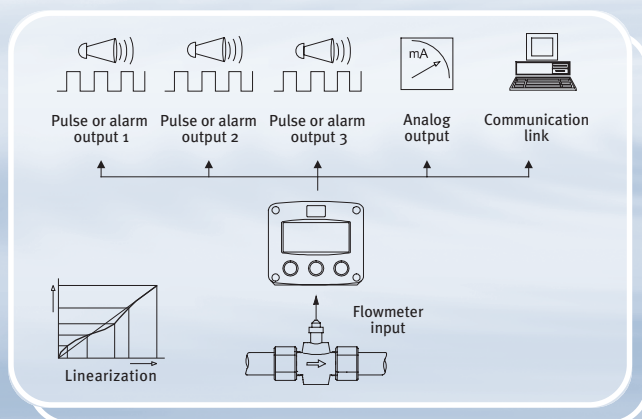 mA
Pulse or alarm
output 1
Pulse or alarm
output 2
Pulse or alarm
output 3
Analog
output
Communication
link
Flowmeter
input
Linearization